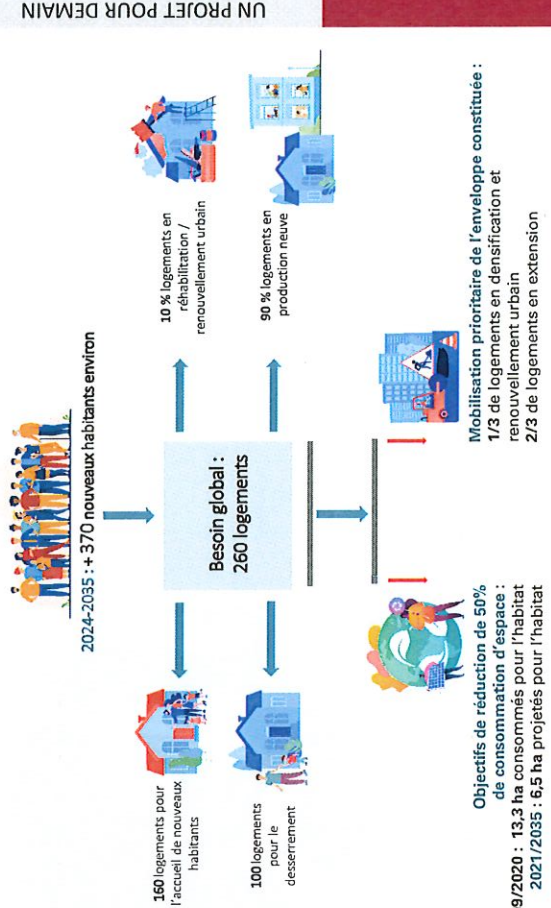 UN PROJET POUR DEMAIN
2024-2035 : + 370 nouveaux habitants environ
160 logements pour
l'accueil de nouveaux
habitants
100 logements
pour le
desserrement
Besoin global :
260 logements
10 % logements en
réhabilitation /
renouvellement urbain
90 % logements en
production neuve
Objectifs de réduction de 50%
de consommation d'espace :
09/2020 : 13,3 ha consommés pour l'habitat
2021/2035 : 6,5 ha projetés pour l'habitat
Mobilisation prioritaire de l'enveloppe constituée :
1/3 de logements en densification et
renouvellement urbain
2/3 de logements en extension